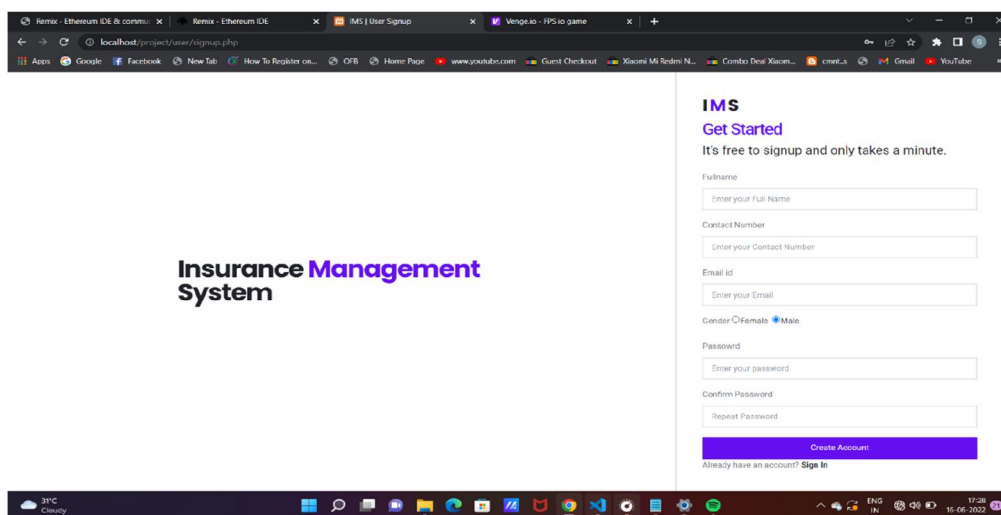 Remix - Ethereum IDE & commu
Remix - Ethereum IDE
IMS | User Signup
Venge.io - FPS io game
localhost/project/user/signup.php
Apps
Google
Facebook
New Tab
How To Register on...
OFB
Home Page
www.youtube.com
Guest Checkout
Xiaomi Mi Redmi N...
Combo Deal Xiaom...
Gmail
YouTube
IMS
Get Started
It's free to signup and only takes a minute.
Fullname
Enter your Full Name
Contact Number
Enter your Contact Number
Email id
Enter your Email
Gender Female Male
Passowrd
Enter your password
Confirm Password
Repeat Password
Create Account
Already have an account? Sign In
Insurance Management
System
31°C
Cloudy
ENG
IN
17:28
16-06-2022